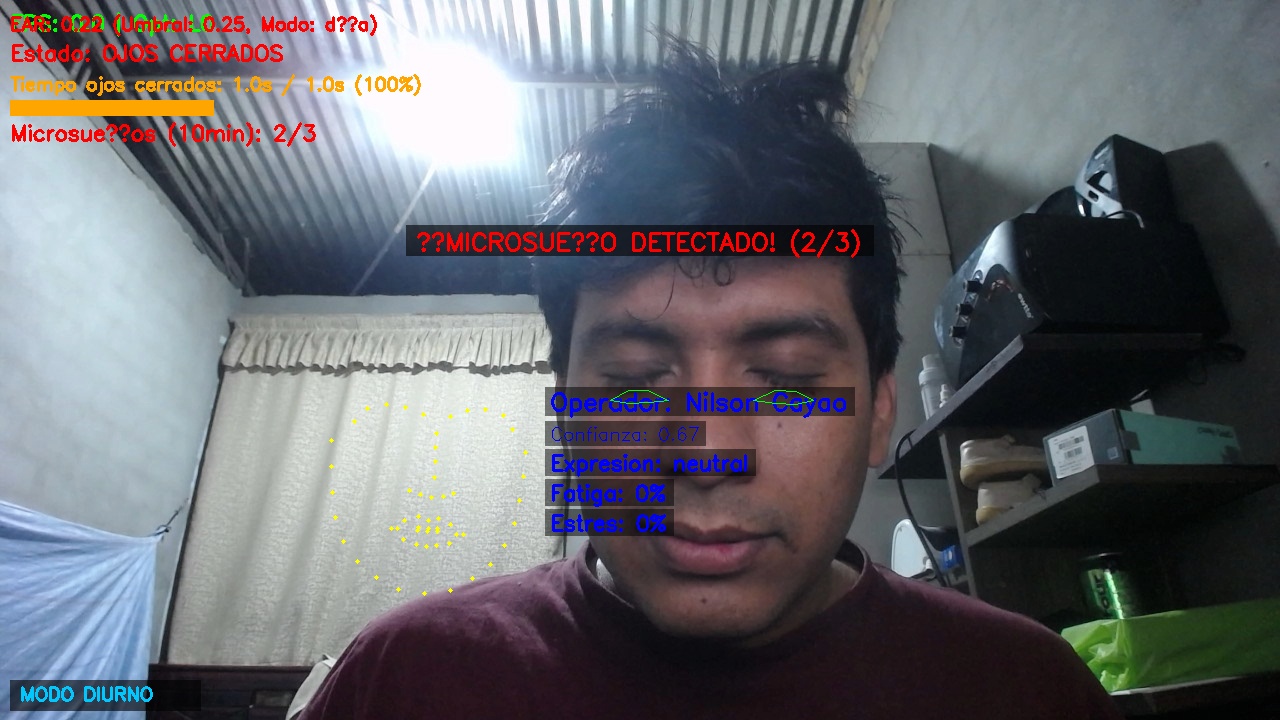 EAR: 0.22 (Umbral: 0.25, Modo: d??a)
Estado: OJOS CERRADOS
Tiempo ojos cerrados: 1.0s / 1.0s (100%)
Microsue??os (10min): 2/3
??MICROSUE??O DETECTADO! (2/3)
Operador: Nilson Cayao
Confianza: 0.67
Expresion: neutral
Fatiga: 0%
Estres: 0%
MODO DIURNO